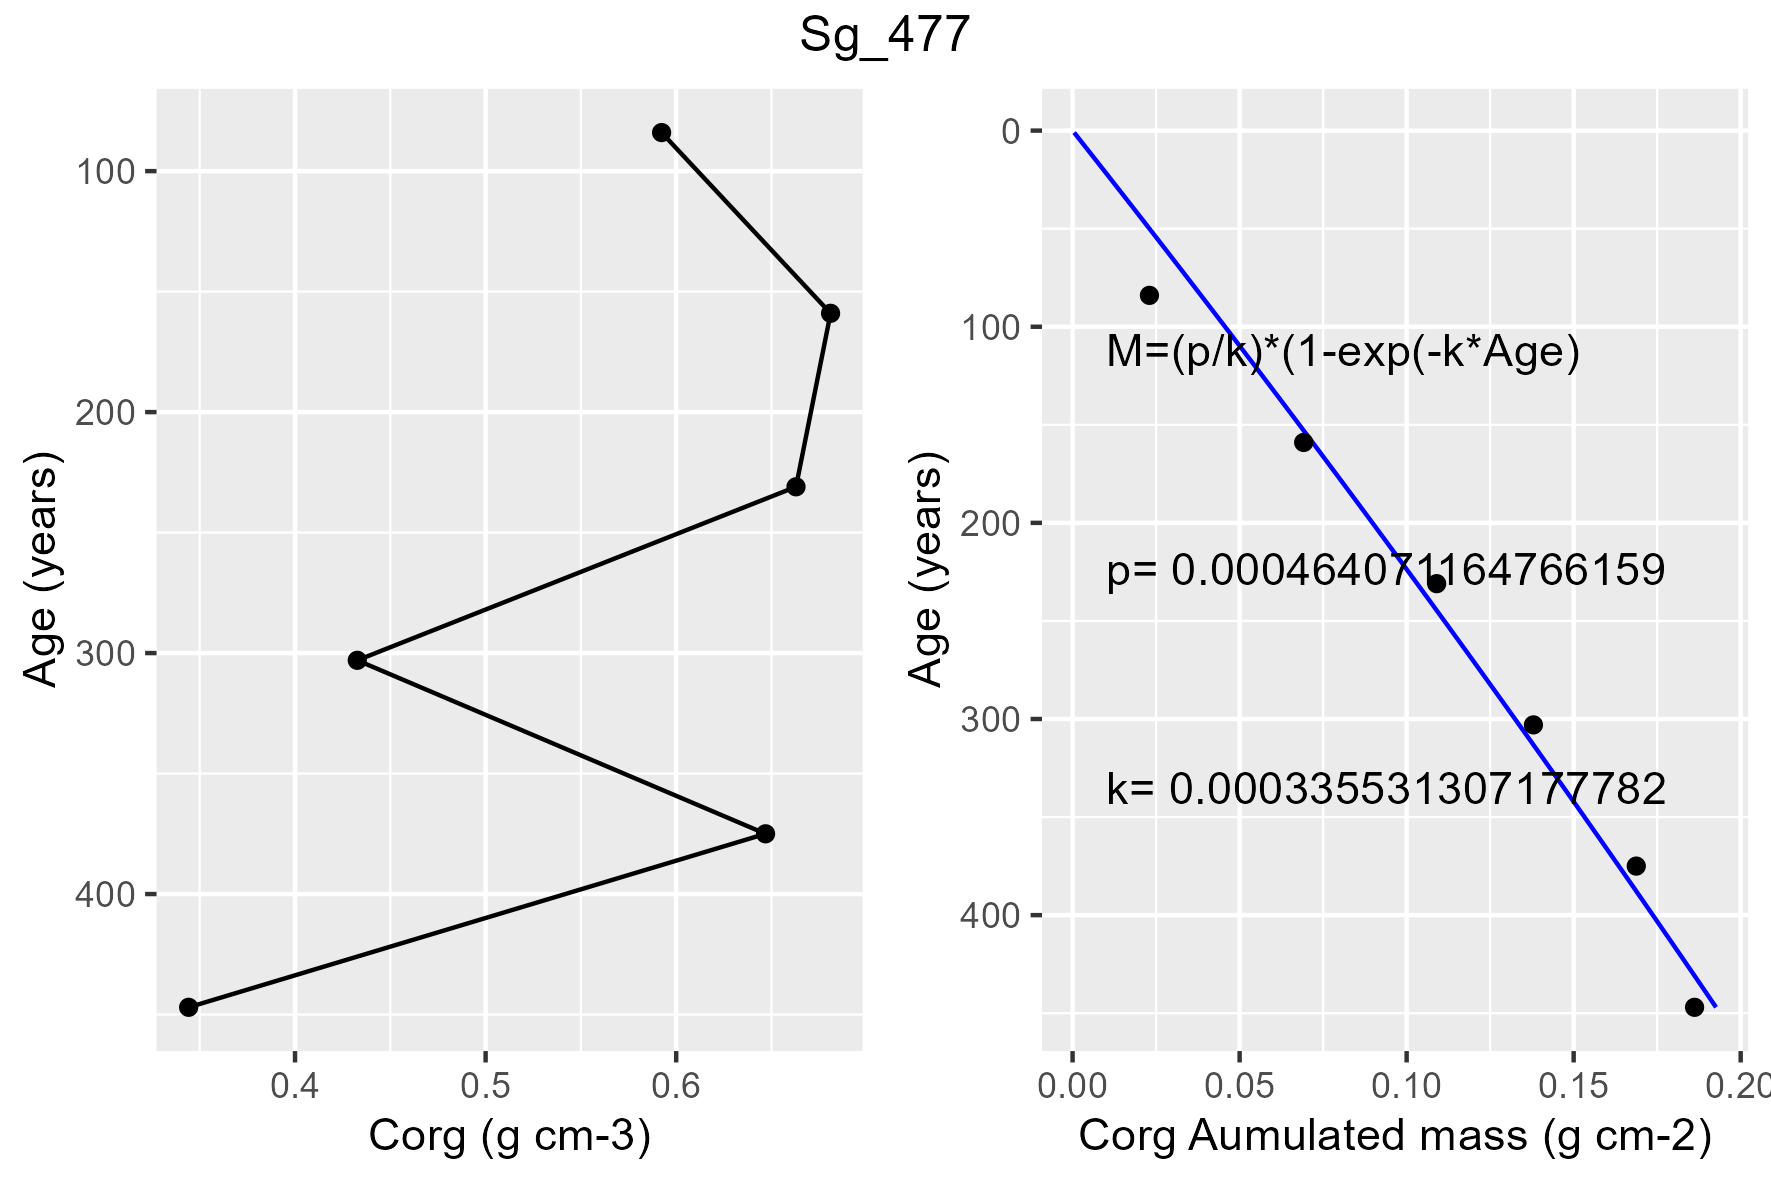 Sg_477
Age (years)
100
200
300
400
0.4
0.5
0.6
Corg (g cm-3)
Age (years)
0
100
200
300
400
M=(p/k)*(1-exp(-k*Age)
p= 0.000464071164766159
k= 0.000335531307177782
0.00
0.05
0.10
0.15
0.20
Corg Aumulated mass (g cm-2)